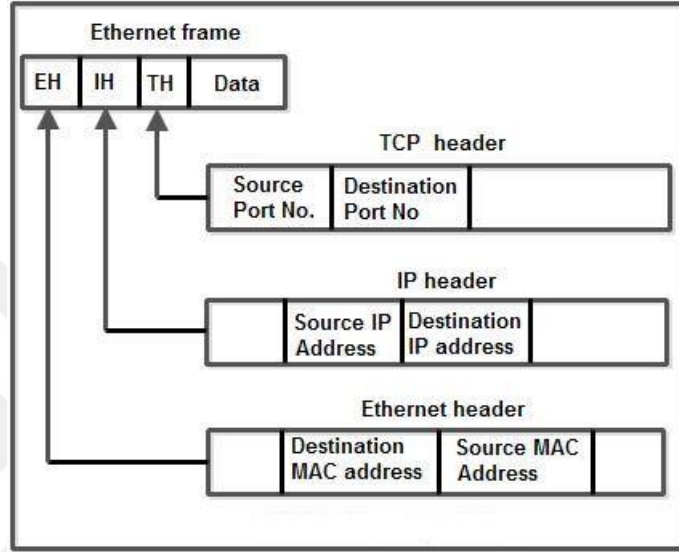 Ethernet frame
EH IH TH Data
TCP header
Source Destination
Port No. Port No
IP header
Source IP Destination
Address IP address
Ethernet header
Destination Source MAC
MAC address Address